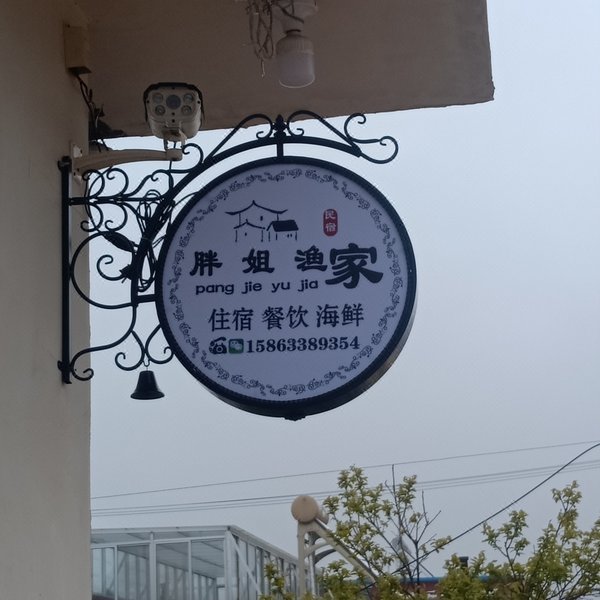 民宿
胖姐渔家
pang jie yu jia
住宿 餐饮 海鲜
15863389354